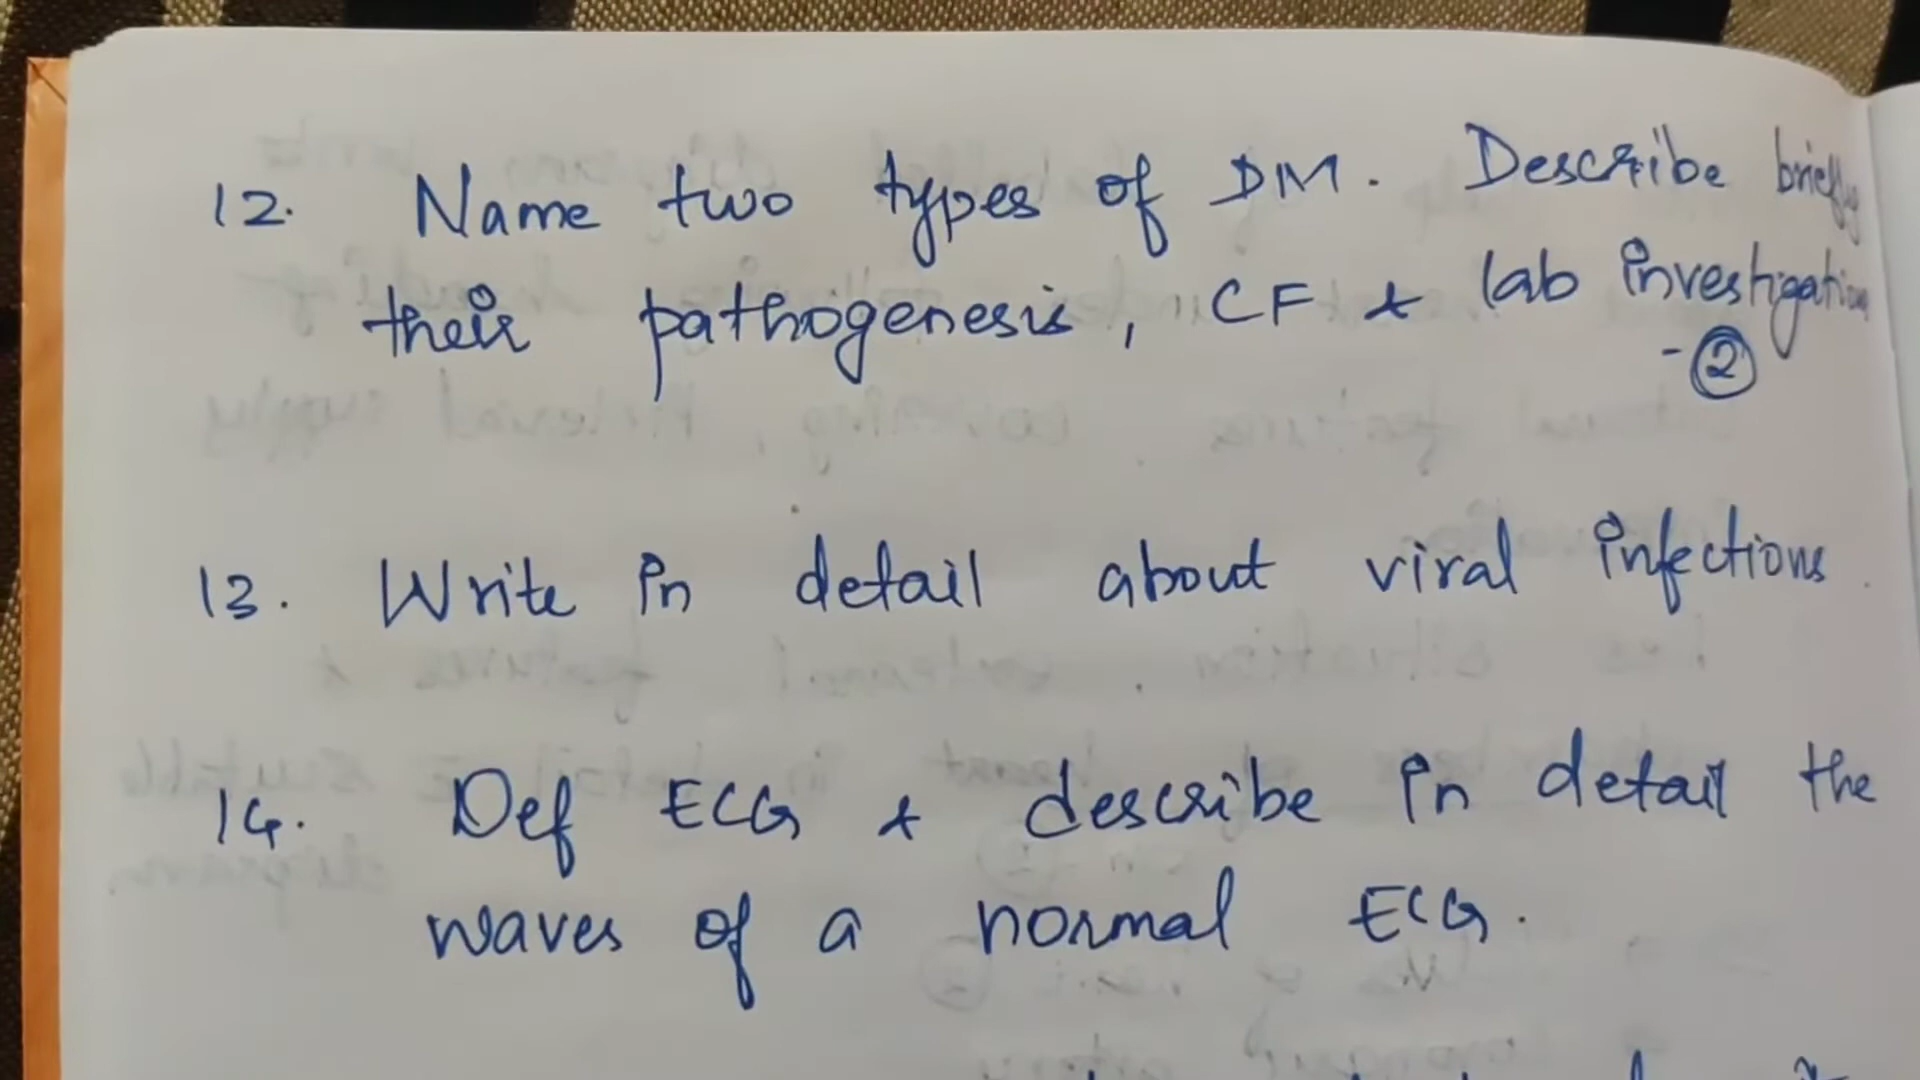 12. Name two types of DM. Describe briefly
their pathogenesis, CF & lab investigation
- ②
13. Write in detail about viral infections.
14. Def ECG & describe in detail the
waves of a normal ECG.